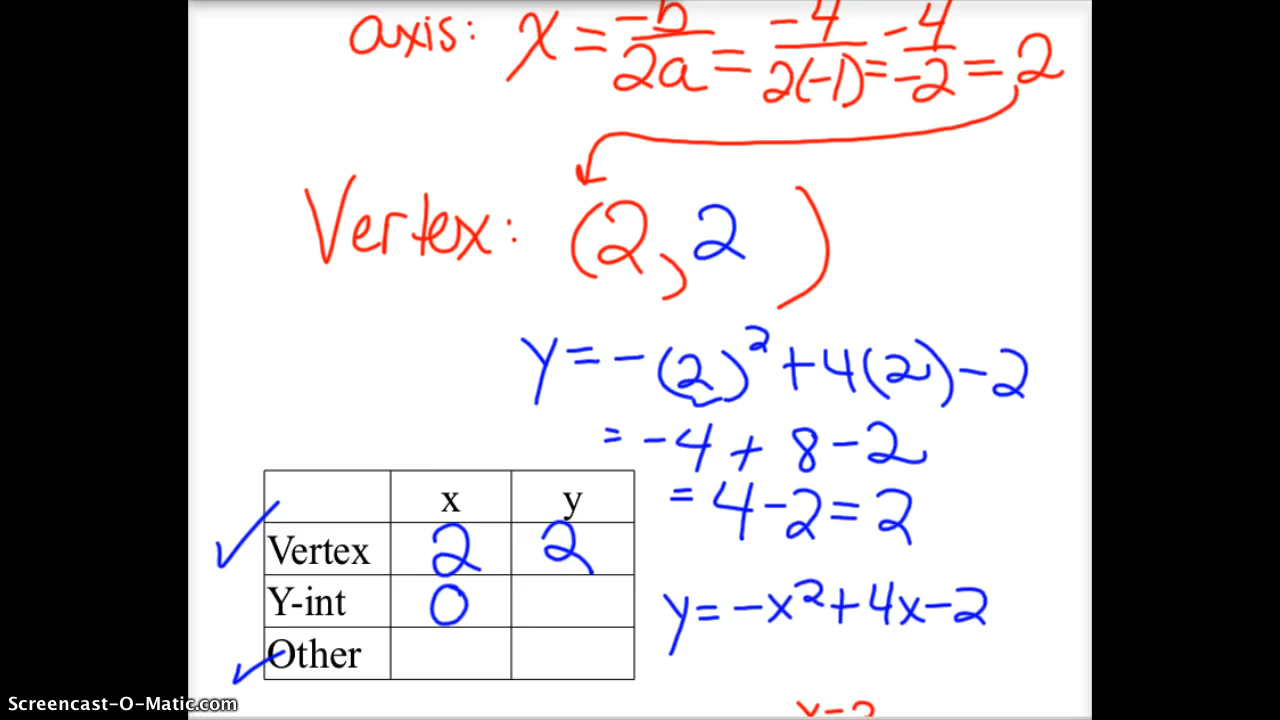 axis: x = -b/2a = -4/2(-1) = -4/-2 = 2
Vertex: (2, 2 )
y = -(2)² + 4(2) - 2
= -4 + 8 - 2
= 4 - 2 = 2
x y
Vertex 2 2
Y-int 0
Other
y = -x² + 4x - 2
Screencast-O-Matic.com